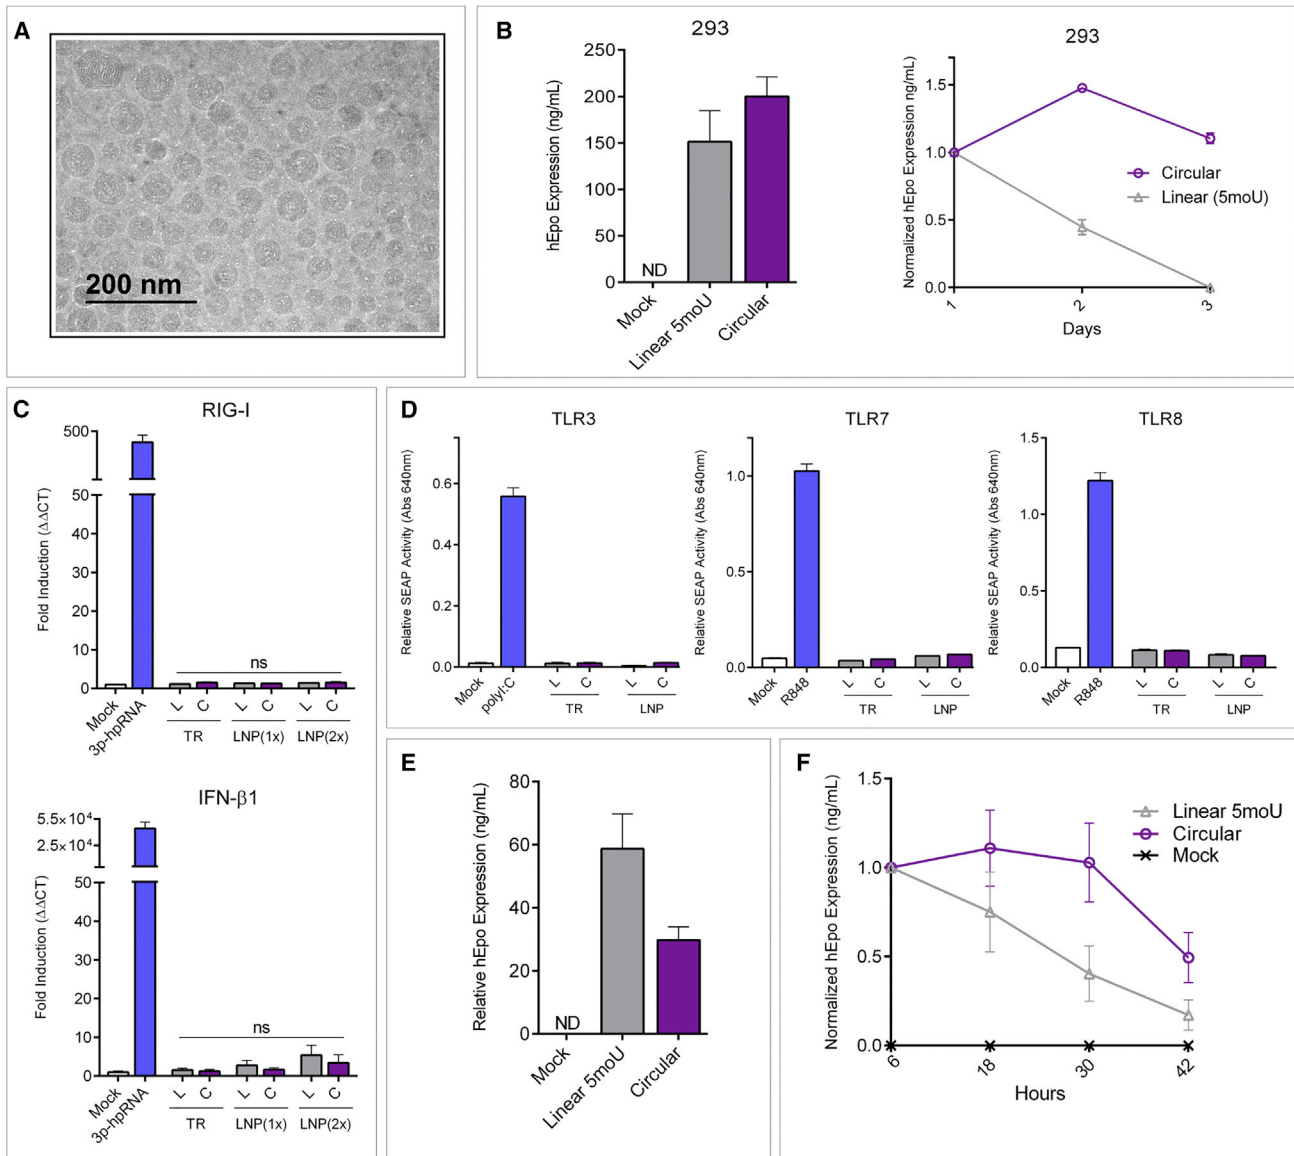 A
200 nm
B
293
hEpo Expression (ng/mL)
250
200
150
100
50
0
ND
Mock
Linear 5moU
Circular
293
Normalized hEpo Expression ng/mL)
1.5
1.0
0.5
0.0
1
2
3
Days
Circular
Linear (5moU)
C
RIG-I
Fold Induction (ΔΔCT)
500
50
40
30
20
10
0
ns
Mock
3p-hpRNA
L C L C L C
TR LNP(1x) LNP(2x)
IFN-β1
Fold Induction (ΔΔCT)
5.5×10⁴
2.5×10⁴
50
40
30
20
10
0
ns
Mock
3p-hpRNA
L C L C L C
TR LNP(1x) LNP(2x)
D
TLR3
Relative SEAP Activity (Abs 640nm)
0.6
0.4
0.2
0.0
Mock
polyI:C
L C L C
TR LNP
TLR7
Relative SEAP Activity (Abs 640nm)
1.0
0.5
0.0
Mock
R848
L C L C
TR LNP
TLR8
Relative SEAP Activity (Abs 640nm)
1.5
1.0
0.5
0.0
Mock
R848
L C L C
TR LNP
E
Relative hEpo Expression (ng/mL)
80
60
40
20
0
ND
Mock
Linear 5moU
Circular
F
Normalized hEpo Expression (ng/mL)
1.5
1.0
0.5
0.0
6
18
30
42
Hours
Linear 5moU
Circular
Mock